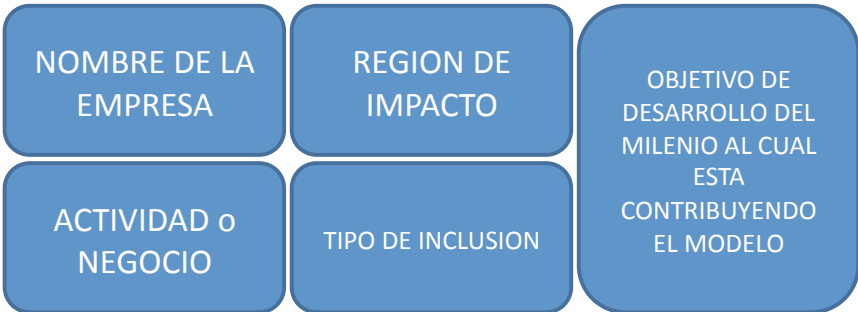 NOMBRE DE LA
EMPRESA
REGION DE
IMPACTO
OBJETIVO DE
DESARROLLO DEL
MILENIO AL CUAL
ESTA
CONTRIBUYENDO
EL MODELO
ACTIVIDAD o
NEGOCIO
TIPO DE INCLUSION